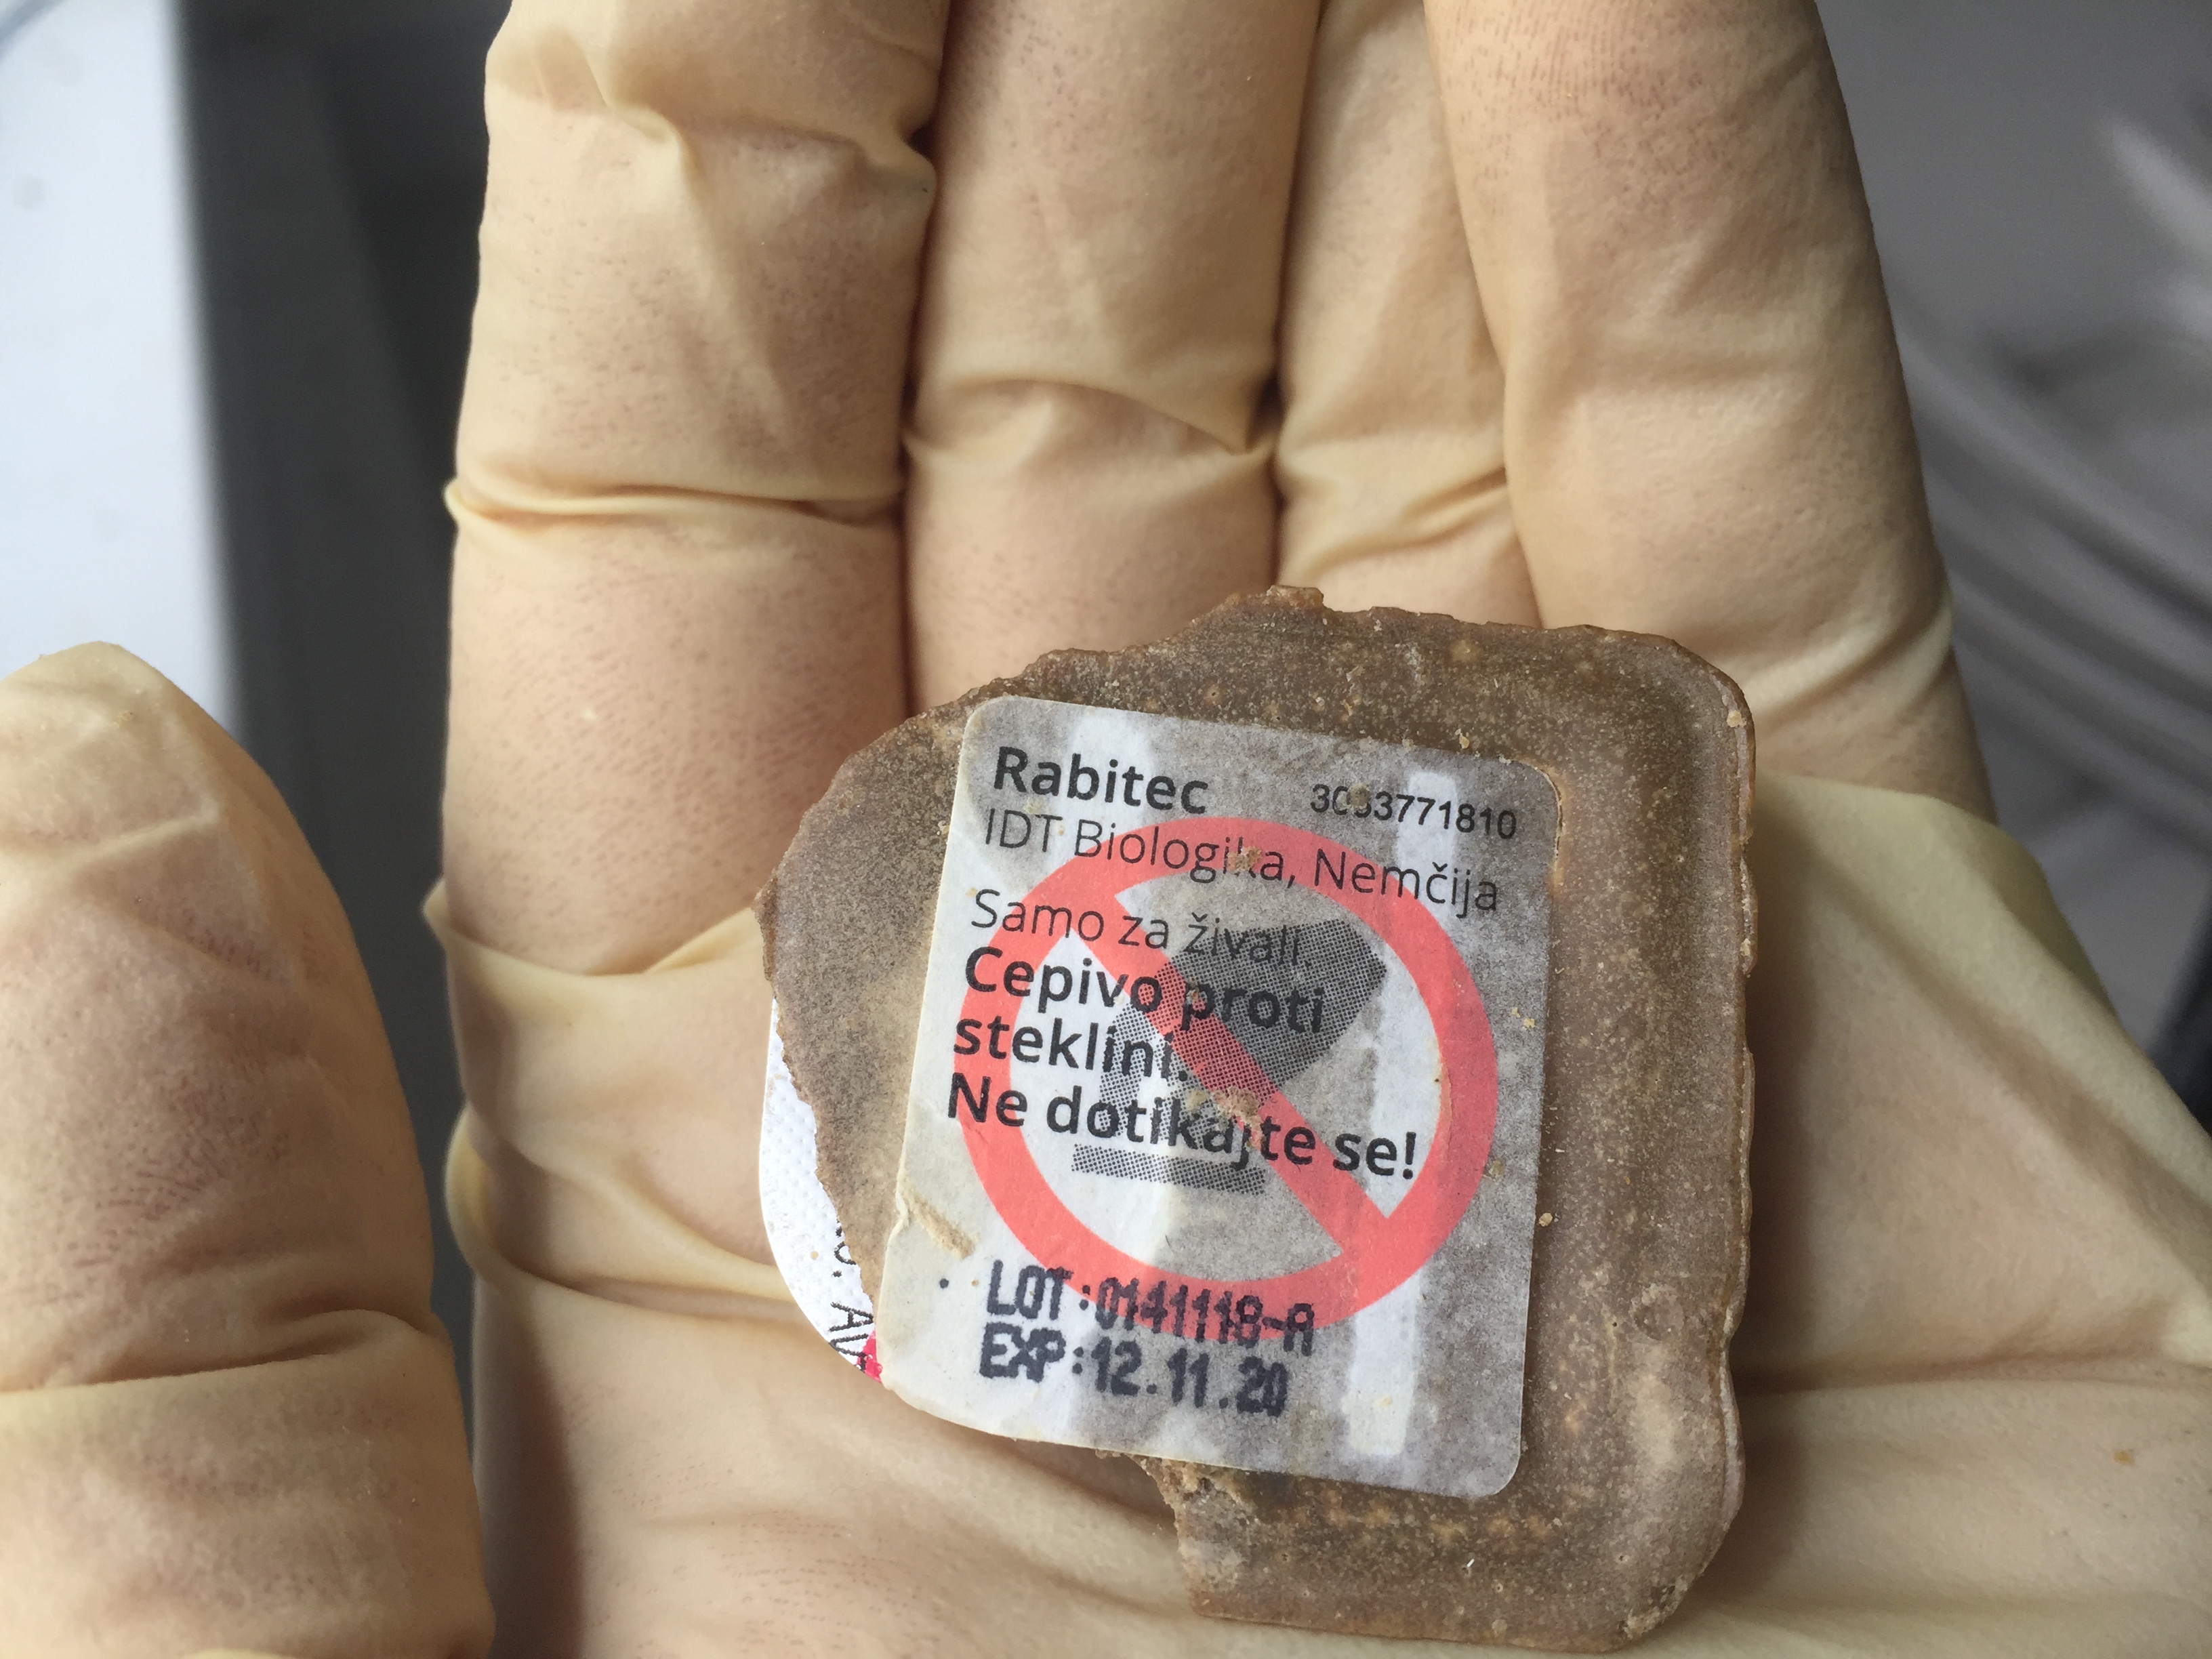 Rabitec
IDT Biologika, Nemčija
Samo za živali.
Cepivo proti
steklini.
Ne dotikajte se!
LOT:0141118-A
EXP:12.11.20